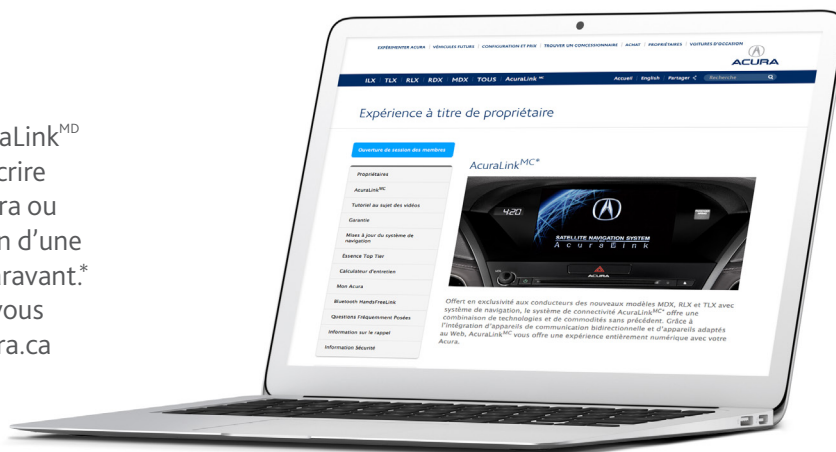 aLink^MD
crire
ra ou
n d'une
aravant.*
vous
ra.ca
EXPÉRIMENTER ACURA | VÉHICULES FUTURS | CONFIGURATION ET PRIX | TROUVER UN CONCESSIONNAIRE | ACHAT | PROPRIÉTAIRES | VOITURES D'OCCASION
ACURA
ILX | TLX | RLX | RDX | MDX | TOUS | AcuraLink MC
Accueil | English | Partager | Recherche
Expérience à titre de propriétaire
Ouverture de session des membres
Propriétaires
AcuraLinkMC
Tutoriel au sujet des vidéos
Garantie
Mises à jour du système de
navigation
Essence Top Tier
Calculateur d'entretien
Mon Acura
Bluetooth HandsFreeLink
Questions Fréquemment Posées
Information sur le rappel
Information Sécurité
AcuraLinkMC*
4:20
SATELLITE NAVIGATION SYSTEM
AcuraLink
ACURA
Offert en exclusivité aux conducteurs des nouveaux modèles MDX, RLX et TLX avec
système de navigation, le système de connectivité AcuraLinkMC* offre une
combinaison de technologies et de commodités sans précédent. Grâce à
l'intégration d'appareils de communication bidirectionnelle et d'appareils adaptés
au Web, AcuraLinkMC vous offre une expérience entièrement numérique avec votre
Acura.